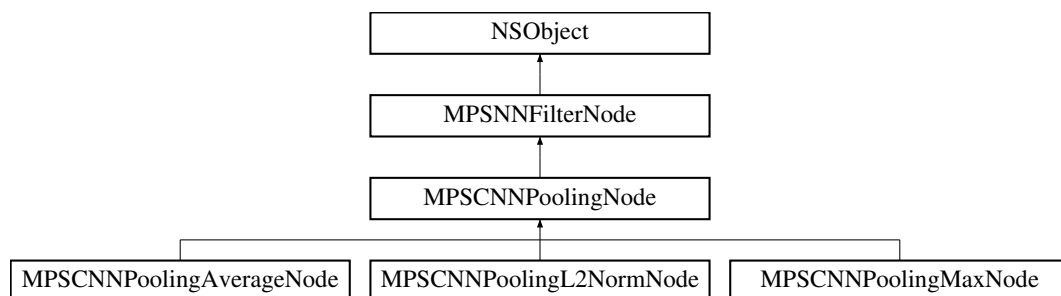 NSObject
MPSNNFilterNode
MPSCNNPoolingNode
MPSCNNPoolingAverageNode MPSCNNPoolingL2NormNode MPSCNNPoolingMaxNode